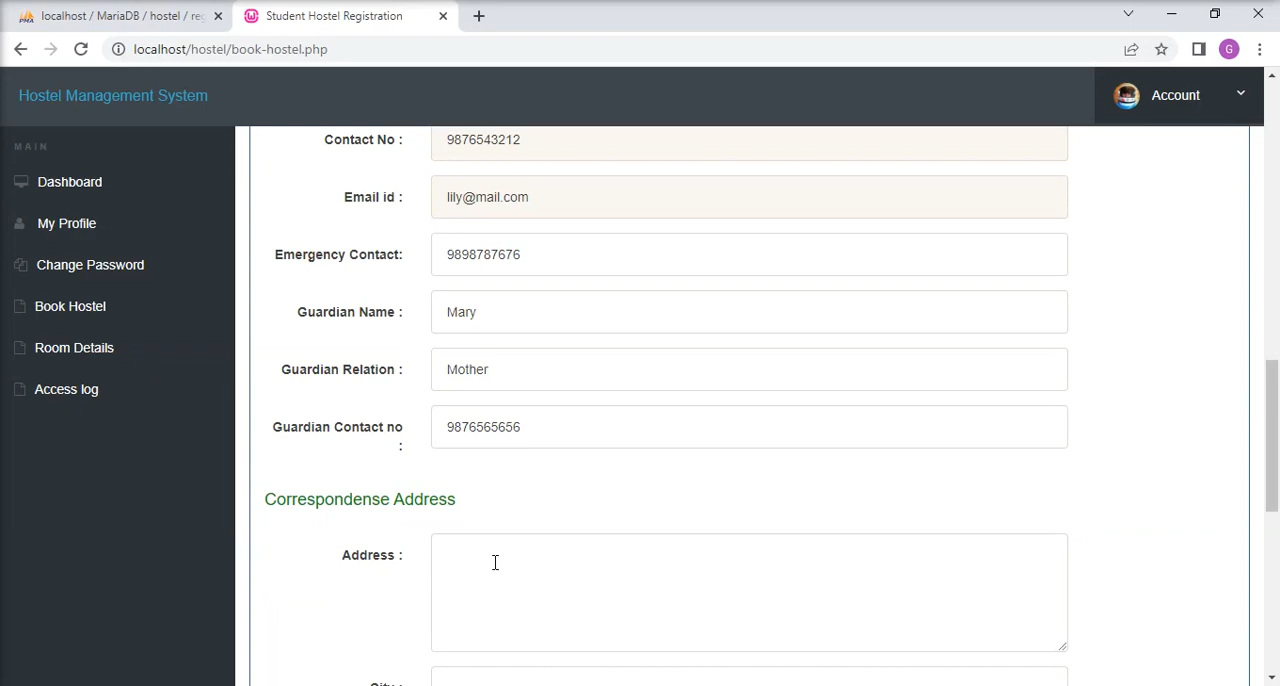 localhost / MariaDB / hostel / re
Student Hostel Registration
localhost/hostel/book-hostel.php
G
Hostel Management System
Account
MAIN
Dashboard
My Profile
Change Password
Book Hostel
Room Details
Access log
Contact No : 9876543212
Email id : lily@mail.com
Emergency Contact: 9898787676
Guardian Name : Mary
Guardian Relation : Mother
Guardian Contact no : 9876565656
Correspondense Address
Address :
City :